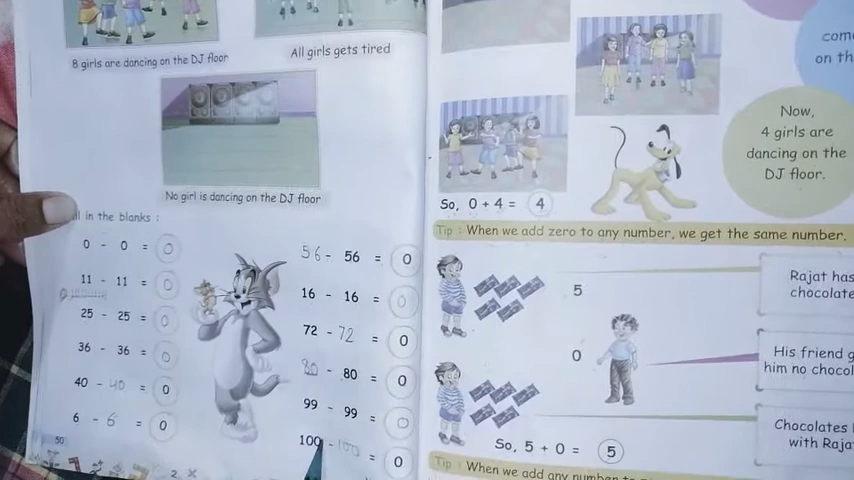 8 girls are dancing on the DJ floor
All girls gets tired
No girl is dancing on the DJ floor
in the blanks :
0 - 0 = 0
11 - 11 = 0
25 - 25 = 0
36 - 36 = 0
40 - 40 = 0
6 - 6 = 0
56 - 56 = 0
16 - 16 = 0
72 - 72 = 0
80 - 80 = 0
99 - 99 = 0
100 - 100 = 0
50
So, 0 + 4 = 4
Now,
4 girls are
dancing on the
DJ floor.
on th
Tip : When we add zero to any number, we get the same number.
5
0
So, 5 + 0 = 5
Rajat has
chocolate
His friend g
him no chocol
Chocolates
with Raja
Tip : When we add any number to